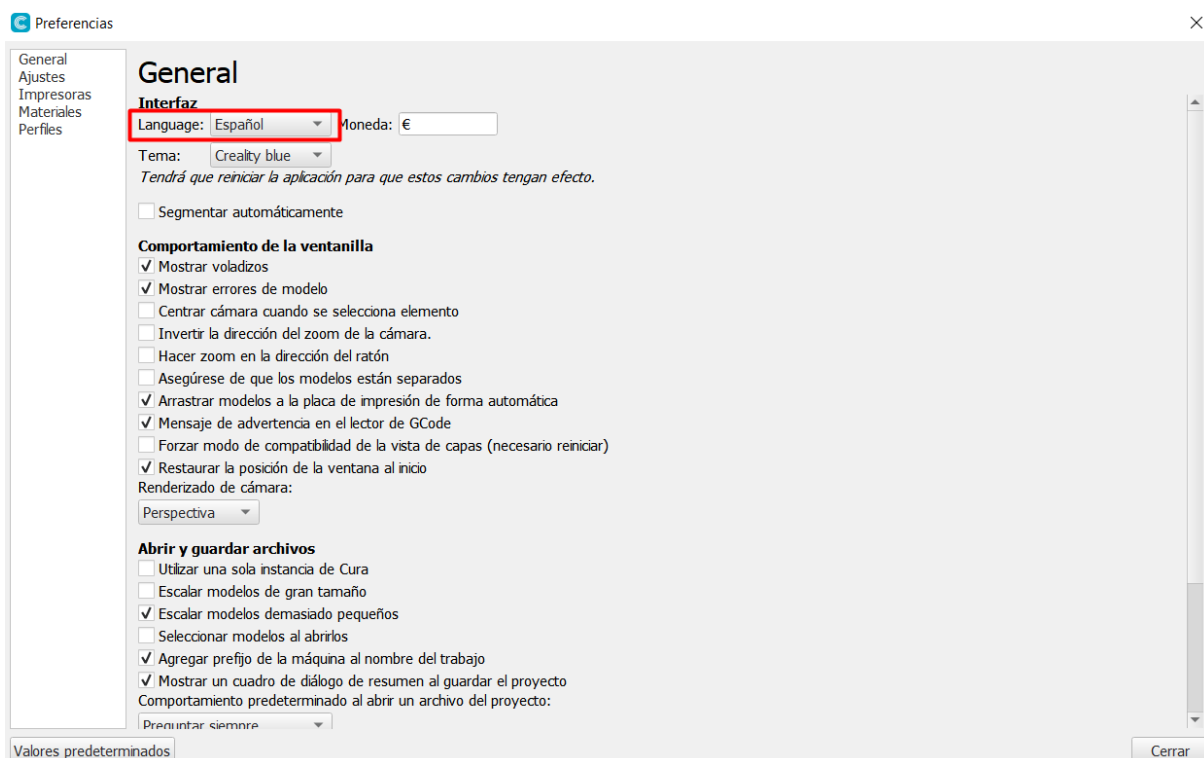 Preferencias
General
Ajustes
Impresoras
Materiales
Perfiles
General
Interfaz
Language: Español Moneda: €
Tema: Creality blue
Tendrá que reiniciar la aplicación para que estos cambios tengan efecto.
Segmentar automáticamente
Comportamiento de la ventanilla
Mostrar voladizos
Mostrar errores de modelo
Centrar cámara cuando se selecciona elemento
Invertir la dirección del zoom de la cámara.
Hacer zoom en la dirección del ratón
Asegúrese de que los modelos están separados
Arrastrar modelos a la placa de impresión de forma automática
Mensaje de advertencia en el lector de GCode
Forzar modo de compatibilidad de la vista de capas (necesario reiniciar)
Restaurar la posición de la ventana al inicio
Renderizado de cámara:
Perspectiva
Abrir y guardar archivos
Utilizar una sola instancia de Cura
Escalar modelos de gran tamaño
Escalar modelos demasiado pequeños
Seleccionar modelos al abrirlos
Agregar prefijo de la máquina al nombre del trabajo
Mostrar un cuadro de diálogo de resumen al guardar el proyecto
Comportamiento predeterminado al abrir un archivo del proyecto:
Preguntar siempre
Valores predeterminados Cerrar